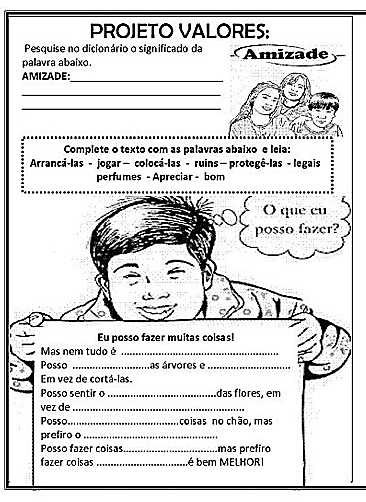 PROJETO VALORES:
Pesquise no dicionário o significado da
palavra abaixo.
AMIZADE:
Amizade
Complete o texto com as palavras abaixo e leia:
Arrancá-las - jogar – colocá-las - ruins – protegê-las - legais
perfumes - Apreciar - bom
O que eu
posso fazer?
Eu posso fazer muitas coisas!
Mas nem tudo é ..................................................
Posso ........................as árvores e ..........................
Em vez de cortá-las.
Posso sentir o .................................das flores, em
vez de ....................................................
Posso..................................coisas no chão, mas
prefiro o .........................................
Posso fazer coisas.............................mas prefiro
fazer coisas ............................é bem MELHOR!